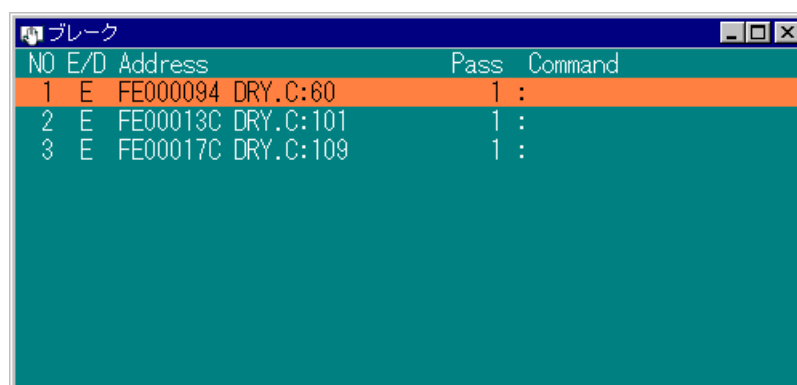 ブレーク
NO E/D Address Pass Command
1 E FE000094 DRY.C:60 1 :
2 E FE00013C DRY.C:101 1 :
3 E FE00017C DRY.C:109 1 :